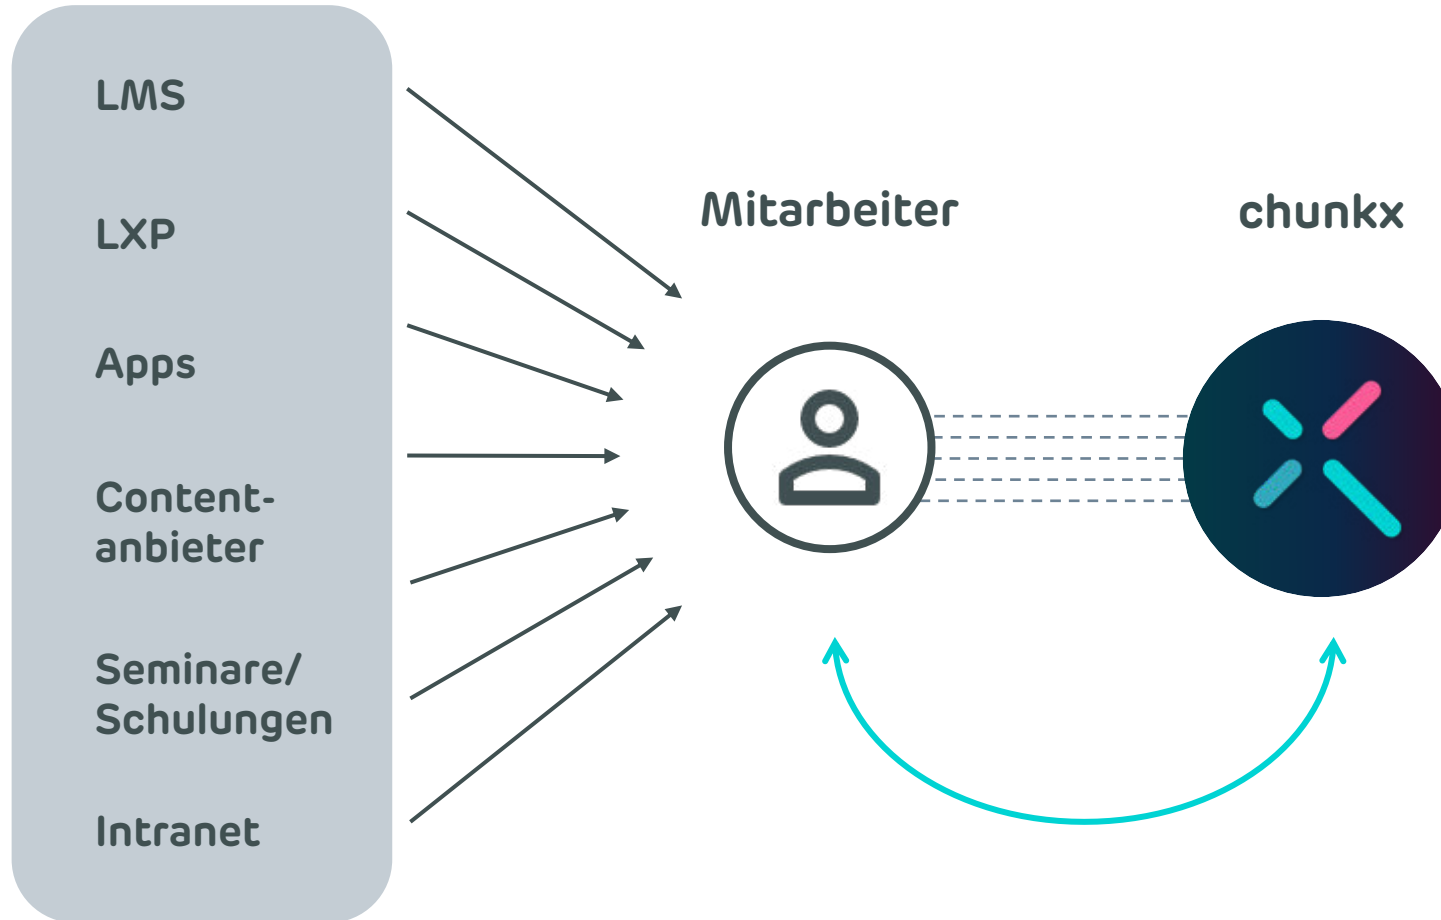 LMS
LXP
Apps
Content-
anbieter
Seminare/
Schulungen
Intranet
Mitarbeiter
chunkx